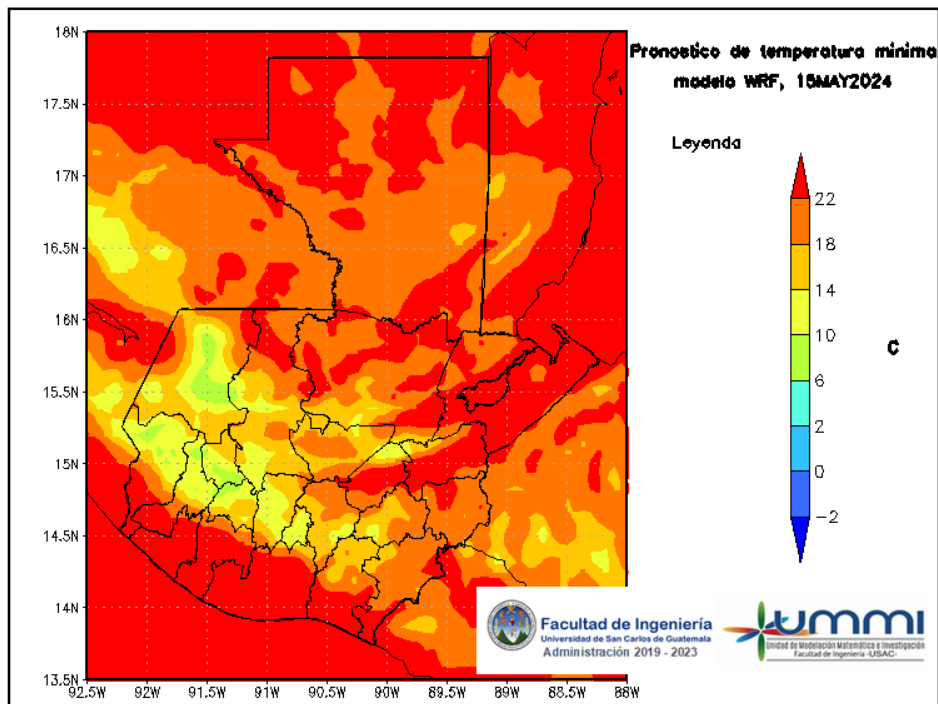 Pronostico de temperatura minima
modelo WRF, 15MAY2024
Leyenda
22
18
14
10
6
2
0
−2
C
18N
17.5N
17N
16.5N
16N
15.5N
15N
14.5N
14N
13.5N
92.5W
92W
91.5W
91W
90.5W
90W
89.5W
89W
88.5W
88W
Facultad de Ingeniería
Universidad de San Carlos de Guatemala
Administración 2019 - 2023
ummi
Unidad de Modelación Matemática e Investigación
Facultad de Ingeniería -USAC-